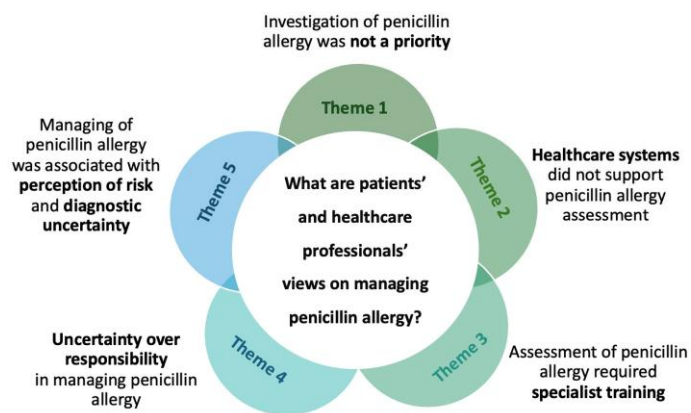 Investigation of penicillin
allergy was not a priority
Theme 1
Healthcare systems
did not support
penicillin allergy
assessment
Theme 2
Assessment of penicillin
allergy required
specialist training
Theme 3
Uncertainty over
responsibility
in managing penicillin
allergy
Theme 4
Managing of
penicillin allergy
was associated with
perception of risk
and diagnostic
uncertainty
Theme 5
What are patients’
and healthcare
professionals’
views on managing
penicillin allergy?